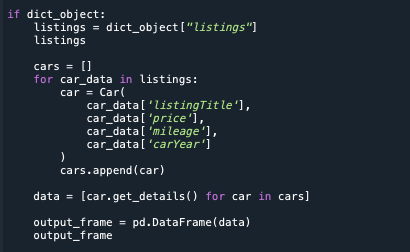 if dict_object:
    listings = dict_object["listings"]
    listings

    cars = []
    for car_data in listings:
        car = Car(
            car_data['listingTitle'],
            car_data['price'],
            car_data['mileage'],
            car_data['carYear']
        )
        cars.append(car)

    data = [car.get_details() for car in cars]

    output_frame = pd.DataFrame(data)
    output_frame